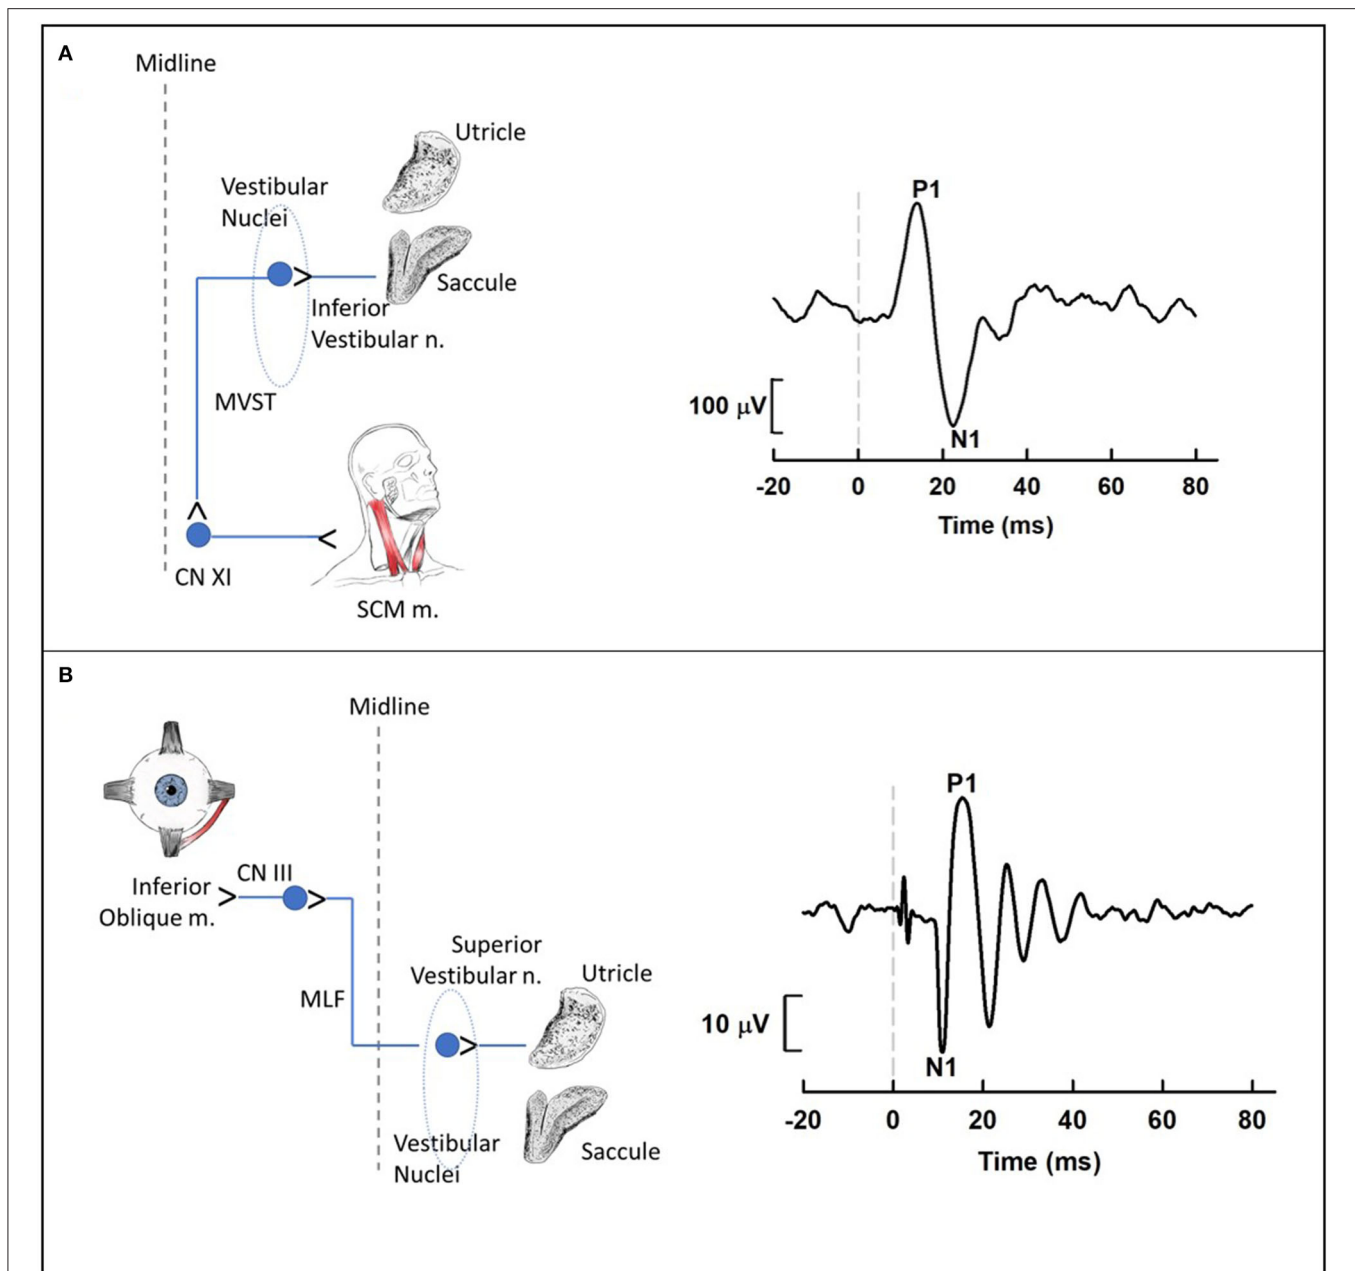 A
Midline
Utricle
Vestibular
Nuclei
Saccule
Inferior
Vestibular n.
MVST
CN XI
SCM m.
P1
100 μV
N1
-20 0 20 40 60 80
Time (ms)
B
Midline
CN III
Inferior
Oblique m.
Superior
Vestibular n.
Utricle
MLF
Vestibular
Nuclei
Saccule
P1
10 μV
N1
-20 0 20 40 60 80
Time (ms)